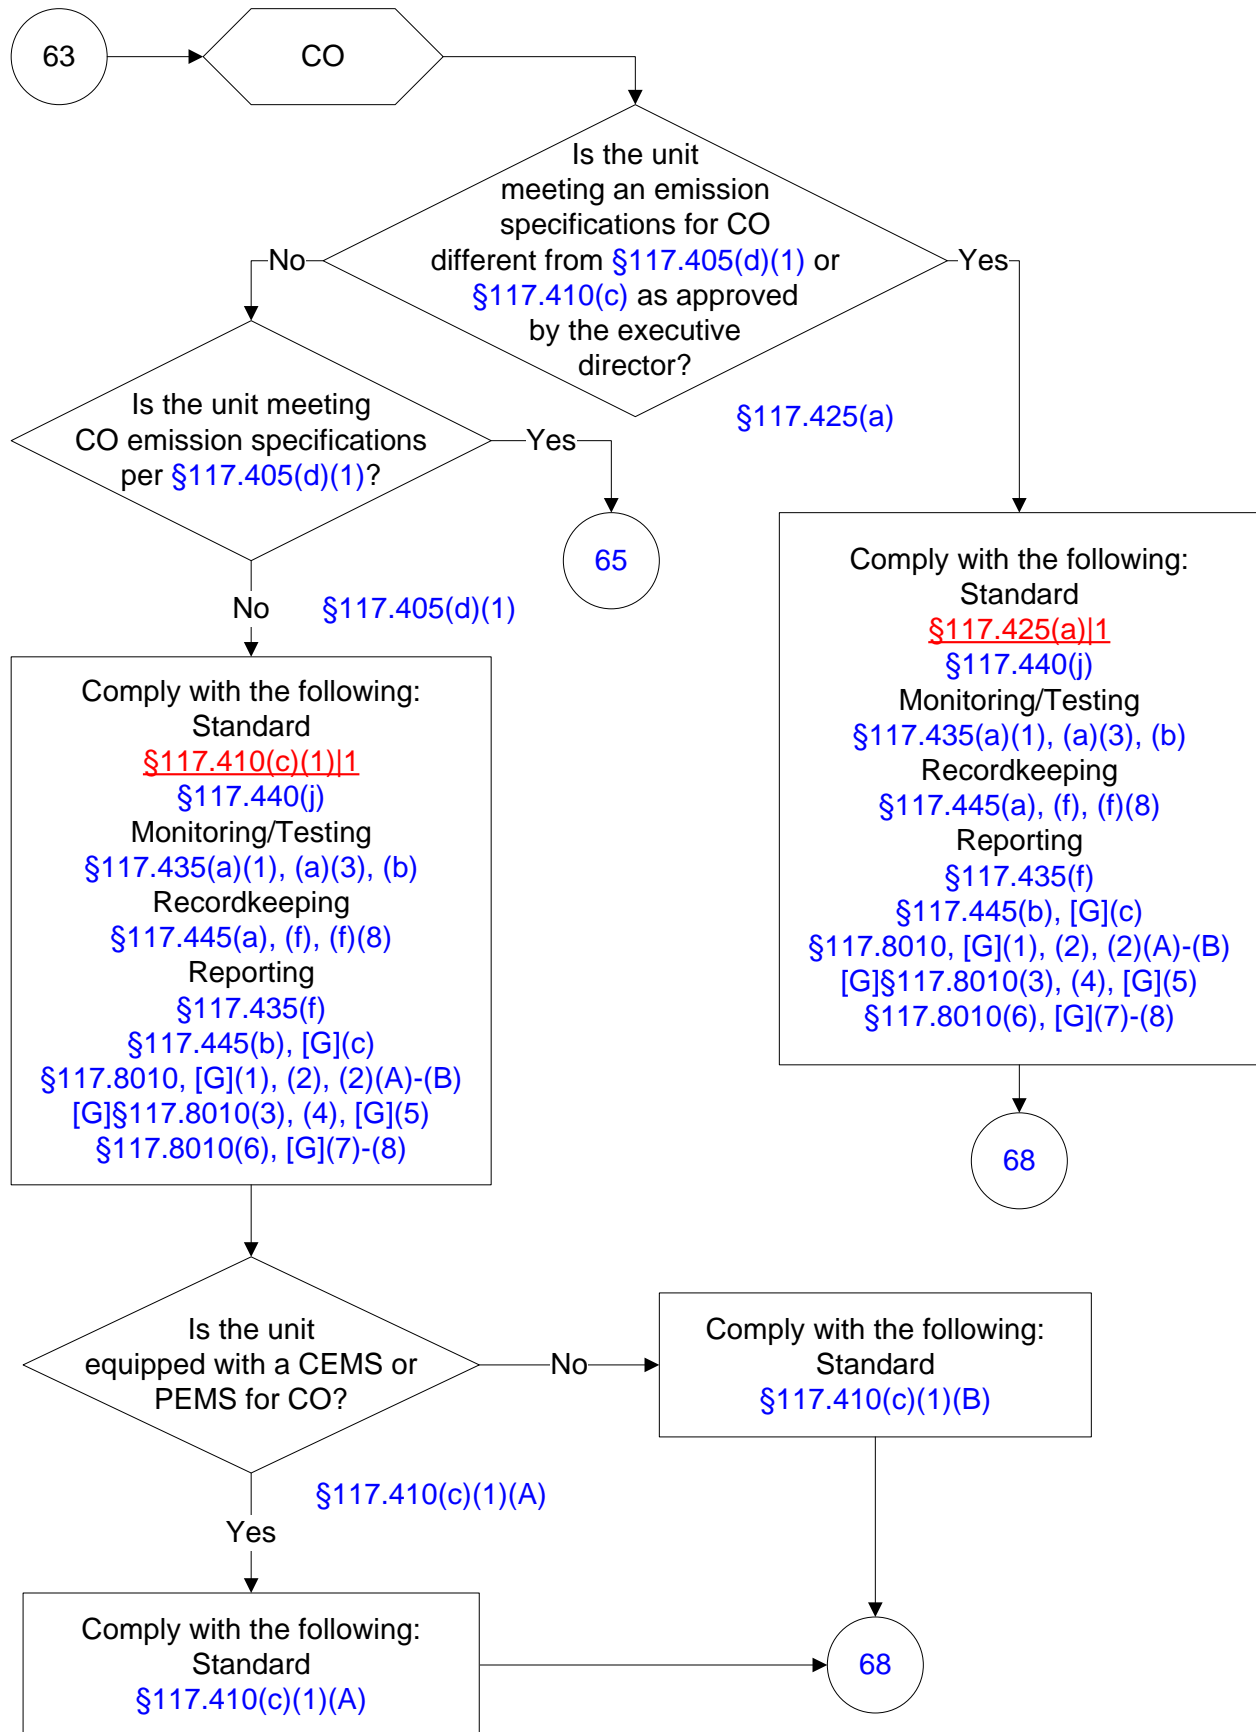 63
CO
Is the unit
meeting an emission
specifications for CO
different from §117.405(d)(1) or
§117.410(c) as approved
by the executive
director?
No
Yes
§117.425(a)
Is the unit meeting
CO emission specifications
per §117.405(d)(1)?
Yes
65
No
§117.405(d)(1)
Comply with the following:
Standard
§117.425(a)|1
§117.440(j)
Monitoring/Testing
§117.435(a)(1), (a)(3), (b)
Recordkeeping
§117.445(a), (f), (f)(8)
Reporting
§117.435(f)
§117.445(b), [G](c)
§117.8010, [G](1), (2), (2)(A)-(B)
[G]§117.8010(3), (4), [G](5)
§117.8010(6), [G](7)-(8)
68
Comply with the following:
Standard
§117.410(c)(1)|1
§117.440(j)
Monitoring/Testing
§117.435(a)(1), (a)(3), (b)
Recordkeeping
§117.445(a), (f), (f)(8)
Reporting
§117.435(f)
§117.445(b), [G](c)
§117.8010, [G](1), (2), (2)(A)-(B)
[G]§117.8010(3), (4), [G](5)
§117.8010(6), [G](7)-(8)
Is the unit
equipped with a CEMS or
PEMS for CO?
No
Comply with the following:
Standard
§117.410(c)(1)(B)
§117.410(c)(1)(A)
Yes
Comply with the following:
Standard
§117.410(c)(1)(A)
68